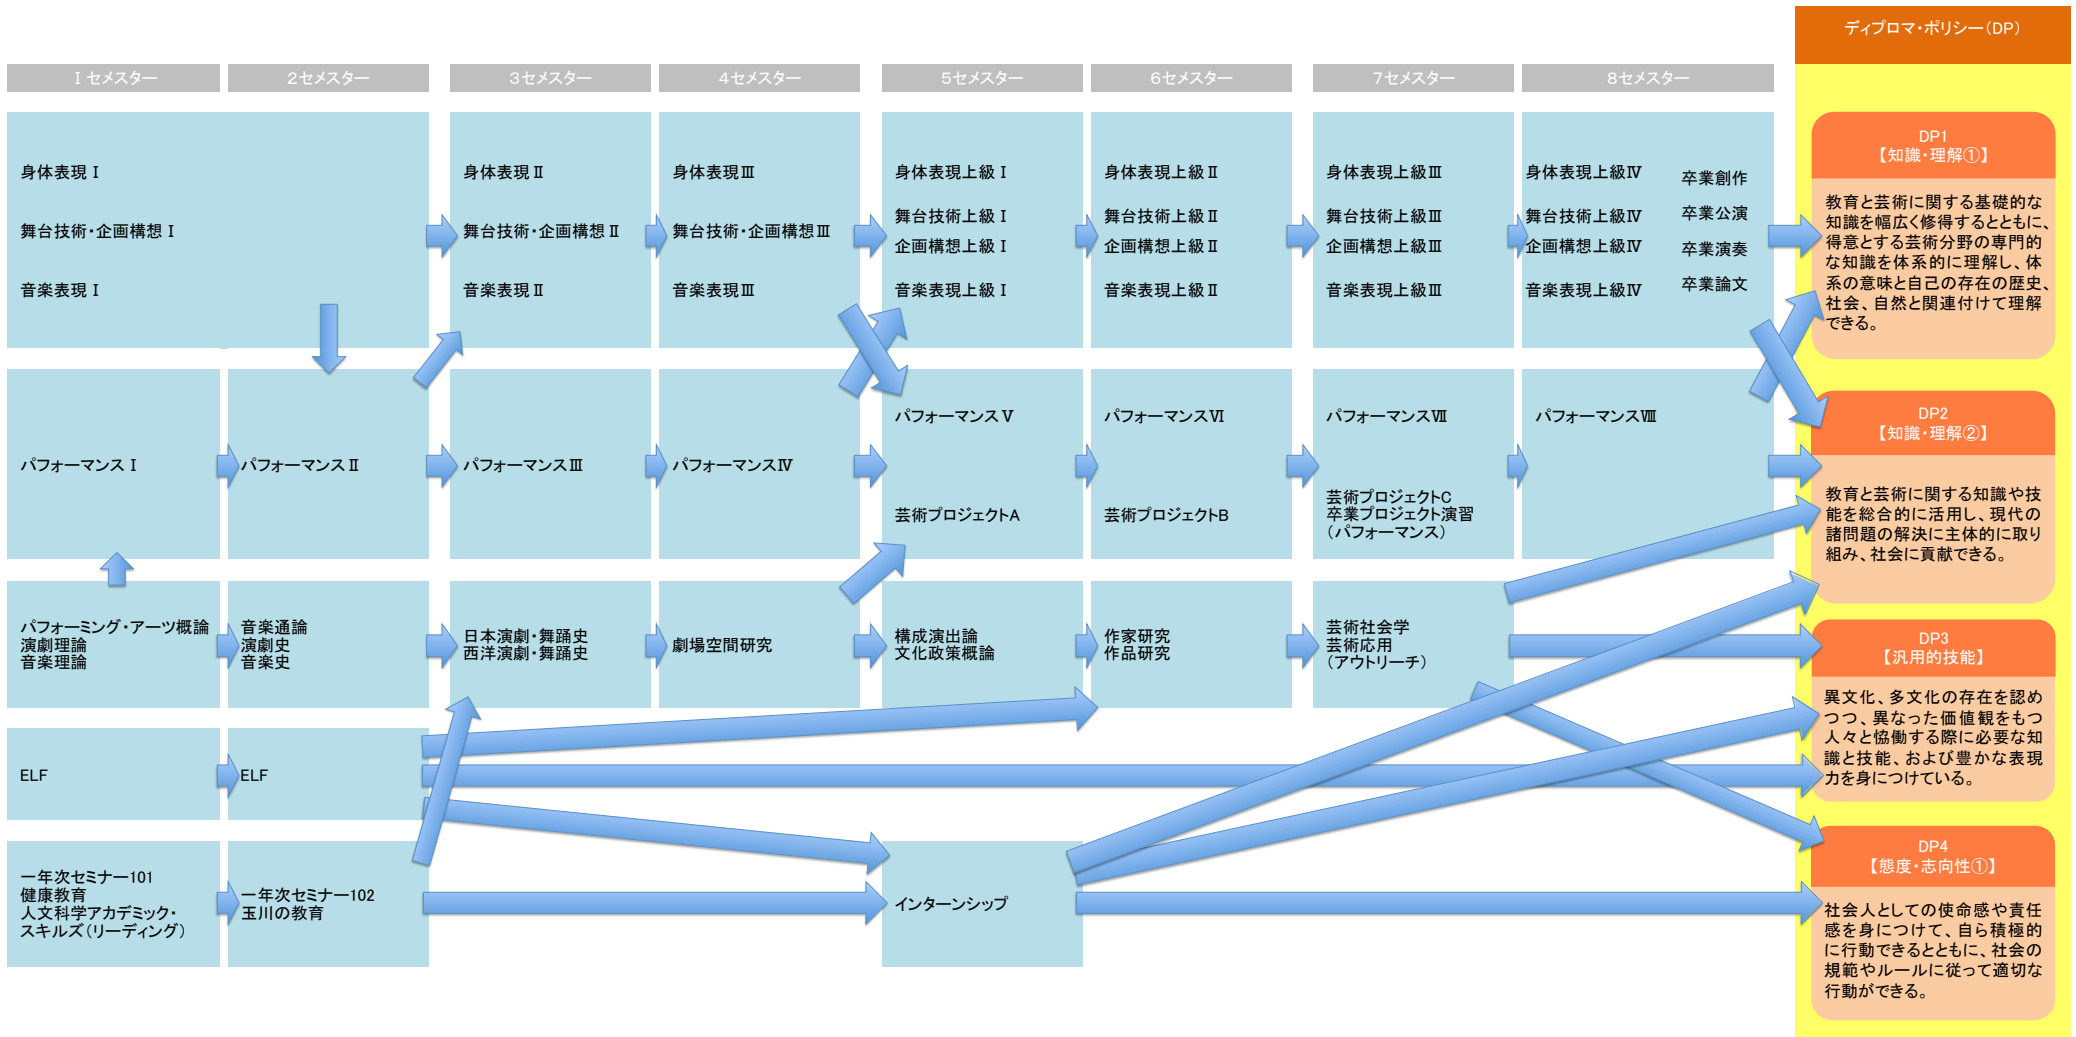 ディプロマ・ポリシー(DP)
Ⅰセメスター
2セメスター
3セメスター
4セメスター
5セメスター
6セメスター
7セメスター
8セメスター
身体表現Ⅰ
舞台技術・企画構想Ⅰ
音楽表現Ⅰ
身体表現Ⅱ
舞台技術・企画構想Ⅱ
音楽表現Ⅱ
身体表現Ⅲ
舞台技術・企画構想Ⅲ
音楽表現Ⅲ
身体表現上級Ⅰ
舞台技術上級Ⅰ
企画構想上級Ⅰ
音楽表現上級Ⅰ
身体表現上級Ⅱ
舞台技術上級Ⅱ
企画構想上級Ⅱ
音楽表現上級Ⅱ
身体表現上級Ⅲ
舞台技術上級Ⅲ
企画構想上級Ⅲ
音楽表現上級Ⅲ
身体表現上級Ⅳ
舞台技術上級Ⅳ
企画構想上級Ⅳ
音楽表現上級Ⅳ
卒業創作
卒業公演
卒業演奏
卒業論文
DP1
【知識・理解①】
教育と芸術に関する基礎的な
知識を幅広く修得するとともに、
得意とする芸術分野の専門的
な知識を体系的に理解し、体
系の意味と自己の存在の歴史、
社会、自然と関連付けて理解
できる。
パフォーマンスⅠ
パフォーマンスⅡ
パフォーマンスⅢ
パフォーマンスⅣ
パフォーマンスⅤ
芸術プロジェクトA
パフォーマンスⅥ
芸術プロジェクトB
パフォーマンスⅦ
芸術プロジェクトC
卒業プロジェクト演習
(パフォーマンス)
パフォーマンスⅧ
DP2
【知識・理解②】
教育と芸術に関する知識や技
能を総合的に活用し、現代の
諸問題の解決に主体的に取り
組み、社会に貢献できる。
パフォーミング・アーツ概論
演劇理論
音楽理論
音楽通論
演劇史
音楽史
日本演劇・舞踊史
西洋演劇・舞踊史
劇場空間研究
構成演出論
文化政策概論
作家研究
作品研究
芸術社会学
芸術応用
(アウトリーチ)
DP3
【汎用的技能】
異文化、多文化の存在を認め
つつ、異なった価値観をもつ
人々と恊働する際に必要な知
識と技能、および豊かな表現
力を身につけている。
ELF
ELF
一年次セミナー101
健康教育
人文科学アカデミック・
スキルズ(リーディング)
一年次セミナー102
玉川の教育
インターンシップ
DP4
【態度・志向性①】
社会人としての使命感や責任
感を身につけて、自ら積極的
に行動できるとともに、社会の
規範やルールに従って適切な
行動ができる。